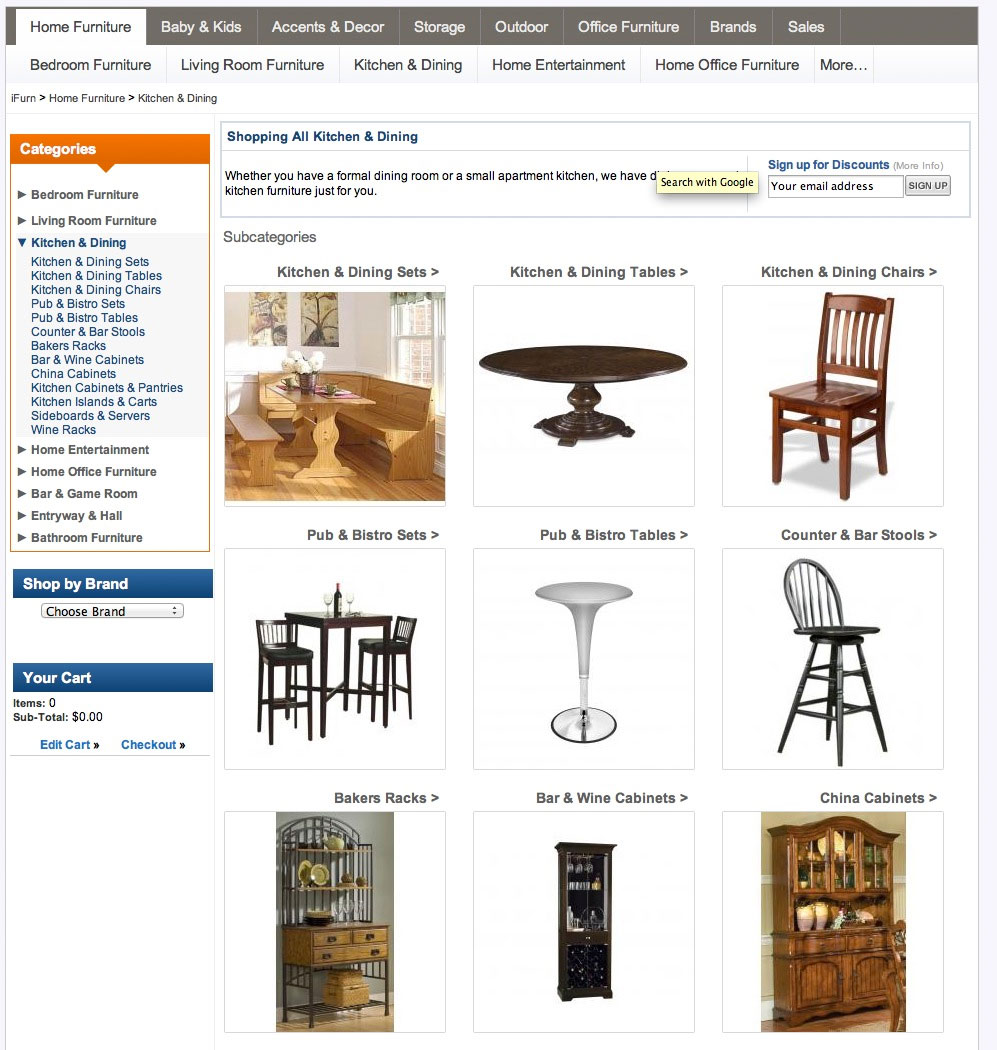 Home Furniture Baby & Kids Accents & Decor Storage Outdoor Office Furniture Brands Sales
Bedroom Furniture Living Room Furniture Kitchen & Dining Home Entertainment Home Office Furniture More...
iFurn > Home Furniture > Kitchen & Dining
Categories
▶ Bedroom Furniture
▶ Living Room Furniture
▼ Kitchen & Dining
Kitchen & Dining Sets
Kitchen & Dining Tables
Kitchen & Dining Chairs
Pub & Bistro Sets
Pub & Bistro Tables
Counter & Bar Stools
Bakers Racks
Bar & Wine Cabinets
China Cabinets
Kitchen Cabinets & Pantries
Kitchen Islands & Carts
Sideboards & Servers
Wine Racks
▶ Home Entertainment
▶ Home Office Furniture
▶ Bar & Game Room
▶ Entryway & Hall
▶ Bathroom Furniture
Shop by Brand
Choose Brand
Your Cart
Items: 0
Sub-Total: $0.00
Edit Cart » Checkout »
Shopping All Kitchen & Dining
Whether you have a formal dining room or a small apartment kitchen, we have
kitchen furniture just for you.
Search with Google
Sign up for Discounts (More Info)
Your email address SIGN UP
Subcategories
Kitchen & Dining Sets > Kitchen & Dining Tables > Kitchen & Dining Chairs >
Pub & Bistro Sets > Pub & Bistro Tables > Counter & Bar Stools >
Bakers Racks > Bar & Wine Cabinets > China Cabinets >